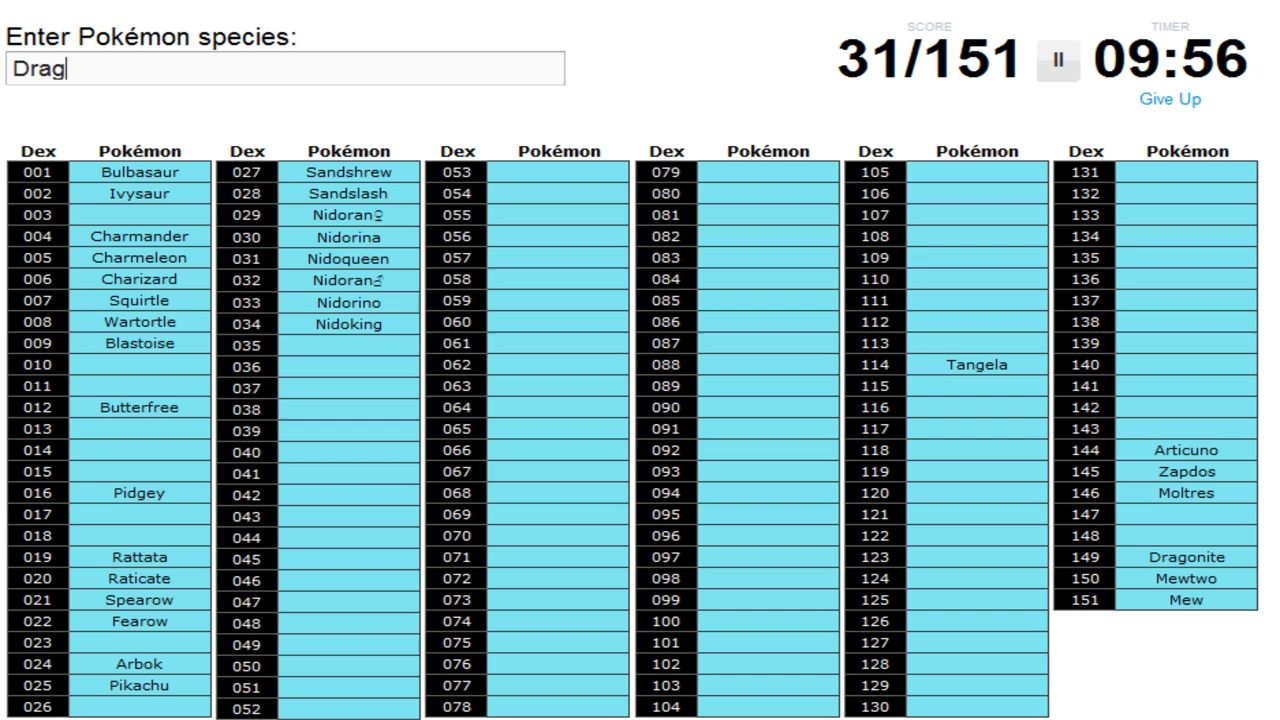 SCORE TIMER
Enter Pokémon species: 31/151 II 09:56
Drag
Give Up
Dex Pokémon Dex Pokémon Dex Pokémon Dex Pokémon Dex Pokémon Dex Pokémon
001 Bulbasaur 027 Sandshrew 053 079 105 131
002 Ivysaur 028 Sandslash 054 080 106 132
003 029 Nidoran♀ 055 081 107 133
004 Charmander 030 Nidorina 056 082 108 134
005 Charmeleon 031 Nidoqueen 057 083 109 135
006 Charizard 032 Nidoran♂ 058 084 110 136
007 Squirtle 033 Nidorino 059 085 111 137
008 Wartortle 034 Nidoking 060 086 112 138
009 Blastoise 035 061 087 113 139
010 036 062 088 114 Tangela 140
011 037 063 089 115 141
012 Butterfree 038 064 090 116 142
013 039 065 091 117 143
014 040 066 092 118 144 Articuno
015 041 067 093 119 145 Zapdos
016 Pidgey 042 068 094 120 146 Moltres
017 043 069 095 121 147
018 044 070 096 122 148
019 Rattata 045 071 097 123 149 Dragonite
020 Raticate 046 072 098 124 150 Mewtwo
021 Spearow 047 073 099 125 151 Mew
022 Fearow 048 074 100 126
023 049 075 101 127
024 Arbok 050 076 102 128
025 Pikachu 051 077 103 129
026 052 078 104 130